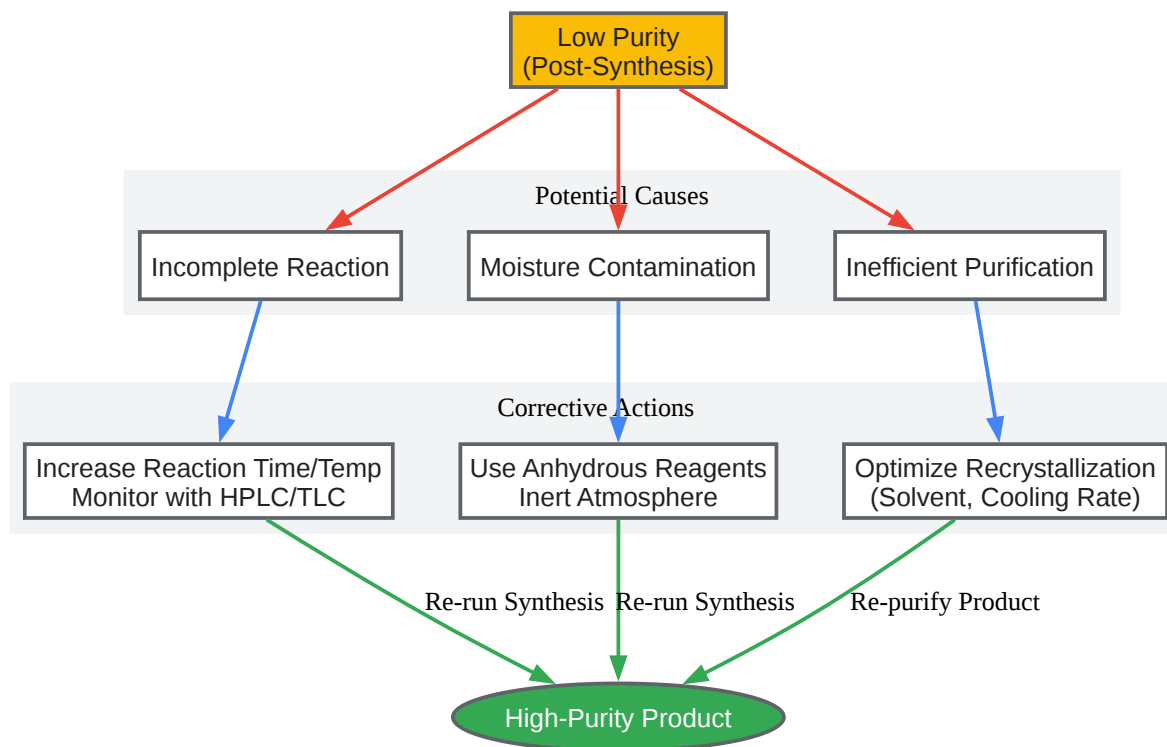 Low Purity
(Post-Synthesis)
Potential Causes
Incomplete Reaction
Moisture Contamination
Inefficient Purification
Corrective Actions
Increase Reaction Time/Temp
Monitor with HPLC/TLC
Use Anhydrous Reagents
Inert Atmosphere
Optimize Recrystallization
(Solvent, Cooling Rate)
Re-run Synthesis
Re-run Synthesis
Re-purify Product
High-Purity Product